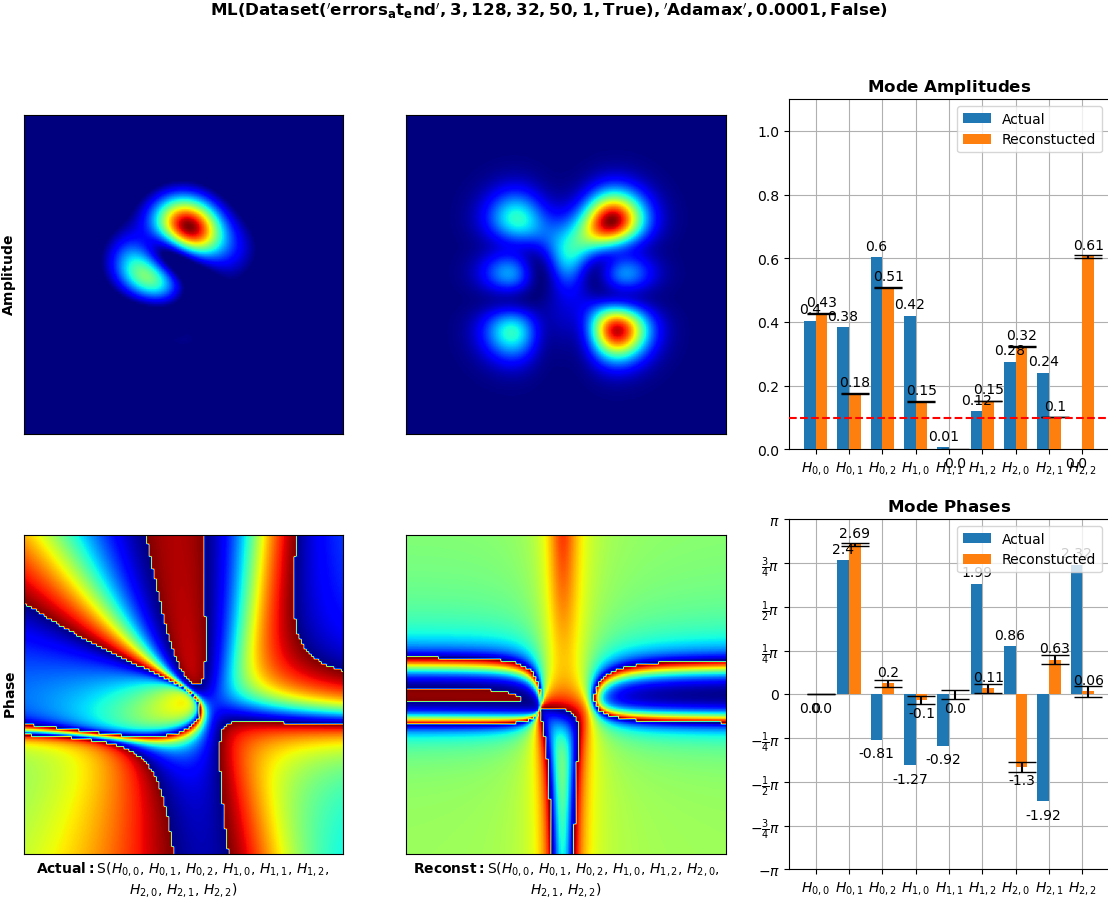 ML(Dataset('errors_at_end', 3, 128, 32, 50, 1, True), 'Adamax', 0.0001, False)
Amplitude
Mode Amplitudes
Actual
Reconstucted
1.0
0.8
0.6
0.4
0.2
0.0
0.4
0.43
0.38
0.18
0.6
0.51
0.42
0.15
0.01
0.0
0.12
0.15
0.28
0.32
0.24
0.1
0.0
0.61
H0,0 H0,1 H0,2 H1,0 H1,1 H1,2 H2,0 H2,1 H2,2
Phase
Mode Phases
Actual
Reconstucted
π
3/4π
1/2π
1/4π
0
−1/4π
−1/2π
−3/4π
−π
0.0
0.0
2.4
2.69
-0.81
0.2
-1.27
-0.1
-0.92
0.0
1.99
0.11
0.86
-1.3
-1.92
0.63
2.32
0.06
H0,0 H0,1 H0,2 H1,0 H1,1 H1,2 H2,0 H2,1 H2,2
Actual: S(H0,0, H0,1, H0,2, H1,0, H1,1, H1,2,
H2,0, H2,1, H2,2)
Reconst: S(H0,0, H0,1, H0,2, H1,0, H1,2, H2,0,
H2,1, H2,2)